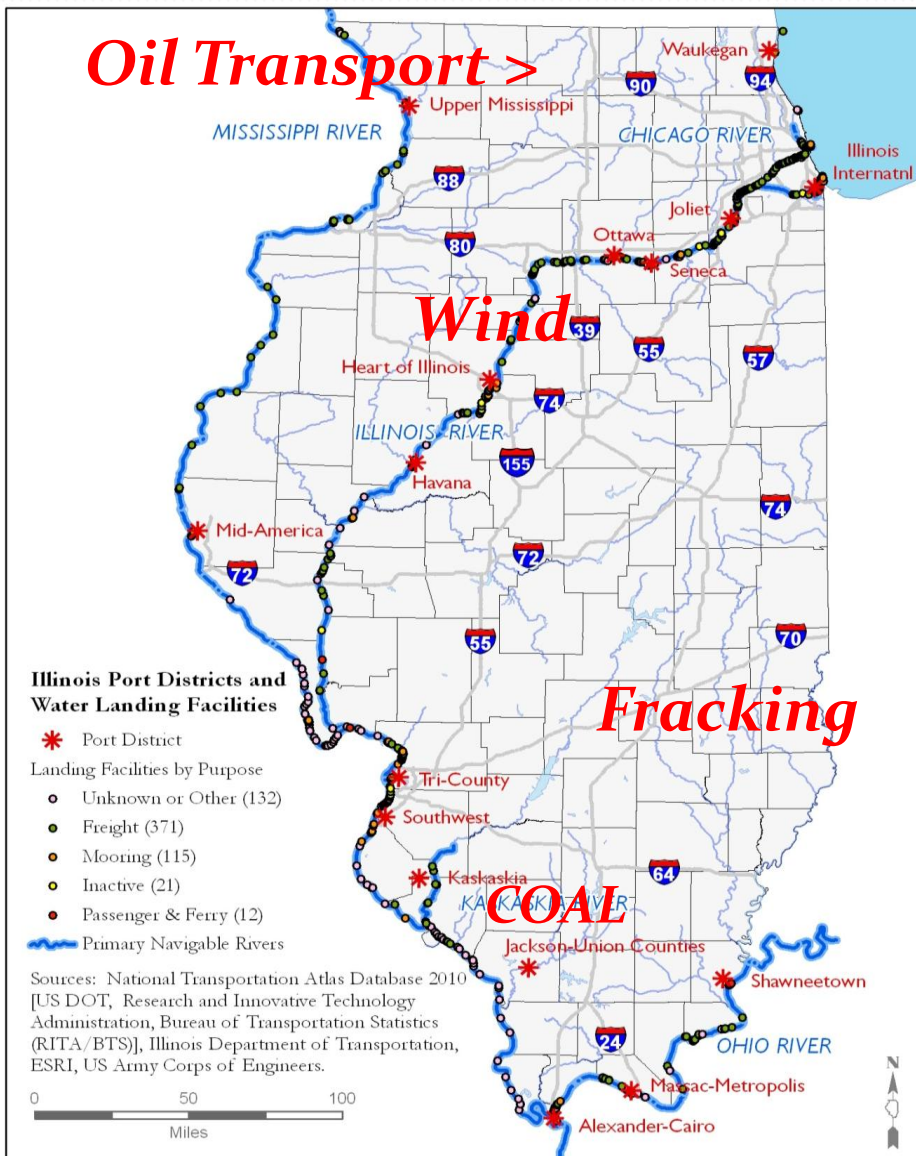 Oil Transport >
Waukegan
90
94
Upper Mississippi
MISSISSIPPI RIVER
CHICAGO RIVER
Illinois
Internatnl
88
Joliet
Ottawa
80
Seneca
Wind
39
55
57
Heart of Illinois
74
ILLINOIS RIVER
155
Havana
74
Mid-America
72
72
55
70
Illinois Port Districts and
Water Landing Facilities
Port District
Landing Facilities by Purpose
Unknown or Other (132)
Freight (371)
Mooring (115)
Inactive (21)
Passenger & Ferry (12)
Primary Navigable Rivers
Fracking
Tri-County
Southwest
64
Kaskaskia
KASKASKIA RIVER
COAL
Jackson-Union Counties
Shawneetown
Sources: National Transportation Atlas Database 2010
[US DOT, Research and Innovative Technology
Administration, Bureau of Transportation Statistics
(RITA/BTS)], Illinois Department of Transportation,
ESRI, US Army Corps of Engineers.
24
OHIO RIVER
Massac-Metropolis
Alexander-Cairo
0 50 100
Miles
N